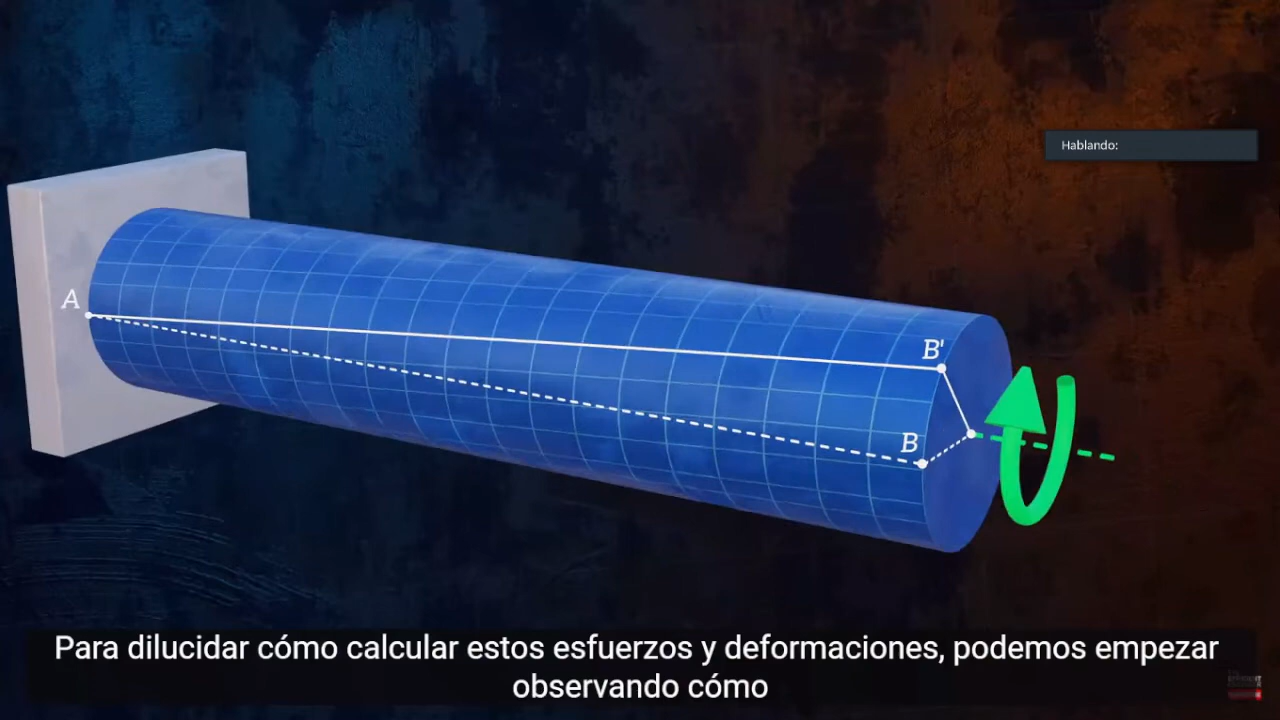 Hablando:
A
B'
B
Para dilucidar cómo calcular estos esfuerzos y deformaciones, podemos empezar
observando cómo